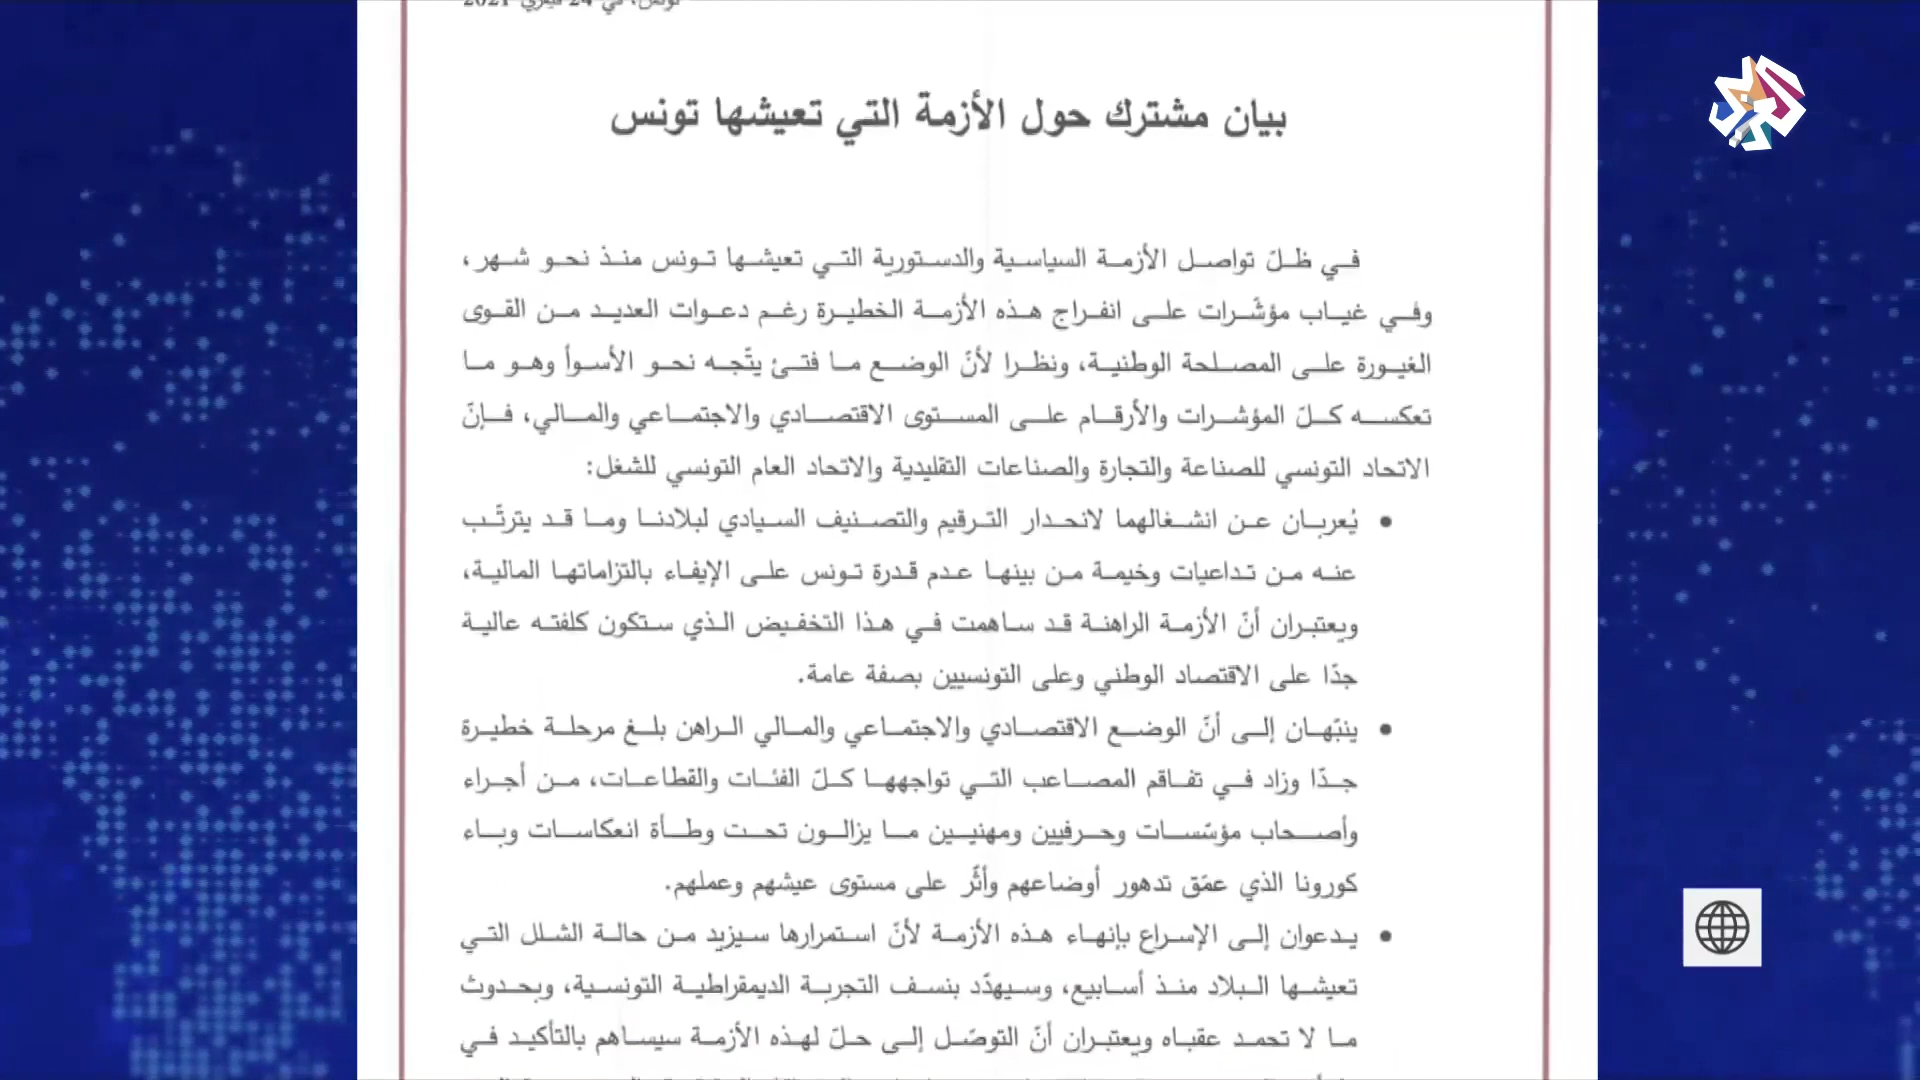 تونس، في 24 فيفري 2021
بيان مشترك حول الأزمة التي تعيشها تونس
في ظلّ تواصل الأزمة السياسية والدستورية التي تعيشها تونس منذ نحو شهر،
وفي غياب مؤشّرات على انفراج هذه الأزمة الخطيرة رغم دعوات العديد من القوى
الغيورة على المصلحة الوطنية، ونظرا لأنّ الوضع ما فتئ يتّجه نحو الأسوأ وهو ما
تعكسه كلّ المؤشرات والأرقام على المستوى الاقتصادي والاجتماعي والمالي، فإنّ
الاتحاد التونسي للصناعة والتجارة والصناعات التقليدية والاتحاد العام التونسي للشغل:
• يُعربان عن انشغالهما لانحدار الترقيم والتصنيف السيادي لبلادنا وما قد يترتّب
عنه من تداعيات وخيمة من بينها عدم قدرة تونس على الإيفاء بالتزاماتها المالية،
ويعتبران أنّ الأزمة الراهنة قد ساهمت في هذا التخفيض الذي ستكون كلفته عالية
جدّا على الاقتصاد الوطني وعلى التونسيين بصفة عامة.
• ينبّهان إلى أنّ الوضع الاقتصادي والاجتماعي والمالي الراهن بلغ مرحلة خطيرة
جدّا وزاد في تفاقم المصاعب التي تواجهها كلّ الفئات والقطاعات، من أجراء
وأصحاب مؤسّسات وحرفيين ومهنيين ما يزالون تحت وطأة انعكاسات وباء
كورونا الذي عمّق تدهور أوضاعهم وأثّر على مستوى عيشهم وعملهم.
• يدعوان إلى الإسراع بإنهاء هذه الأزمة لأنّ استمرارها سيزيد من حالة الشلل التي
تعيشها البلاد منذ أسابيع، وسيهدّد بنسف التجربة الديمقراطية التونسية، وبحدوث
ما لا تحمد عقباه ويعتبران أنّ التوصّل إلى حلّ لهذه الأزمة سيساهم بالتأكيد في